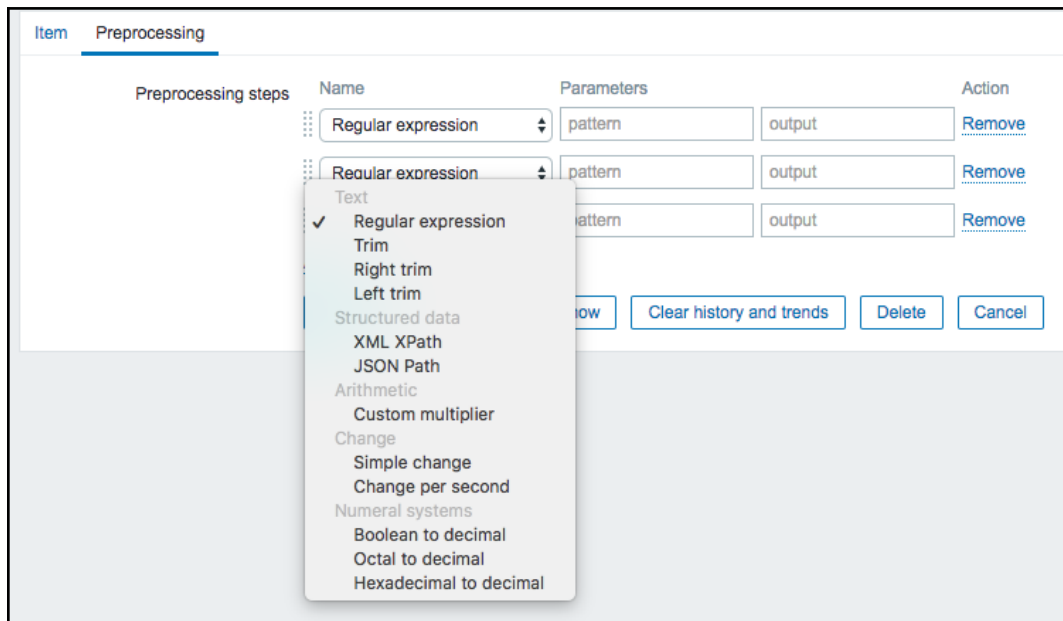 Item Preprocessing
Preprocessing steps Name Parameters Action
Regular expression pattern output Remove
Regular expression pattern output Remove
Text
Regular expression output Remove
Trim
Right trim
Left trim
now Clear history and trends Delete Cancel
Structured data
XML XPath
JSON Path
Arithmetic
Custom multiplier
Change
Simple change
Change per second
Numeral systems
Boolean to decimal
Octal to decimal
Hexadecimal to decimal